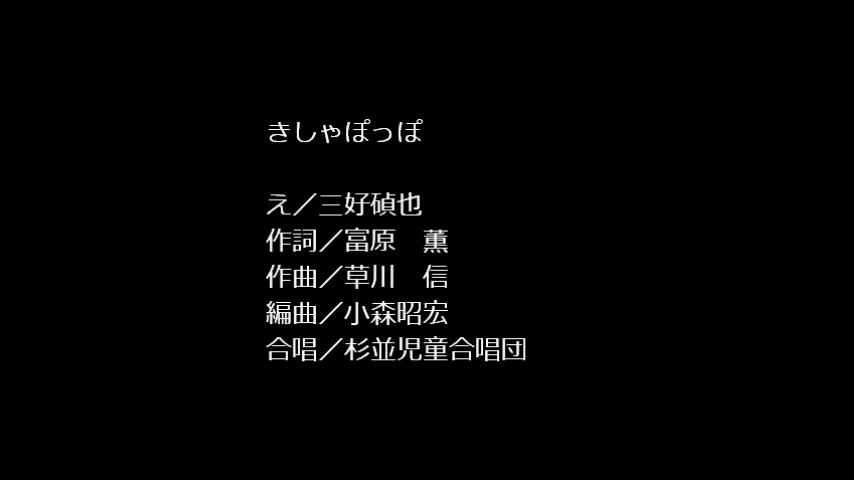 きしゃぽっぽ
え／三好碩也
作詞／富原　薫
作曲／草川　信
編曲／小森昭宏
合唱／杉並児童合唱団